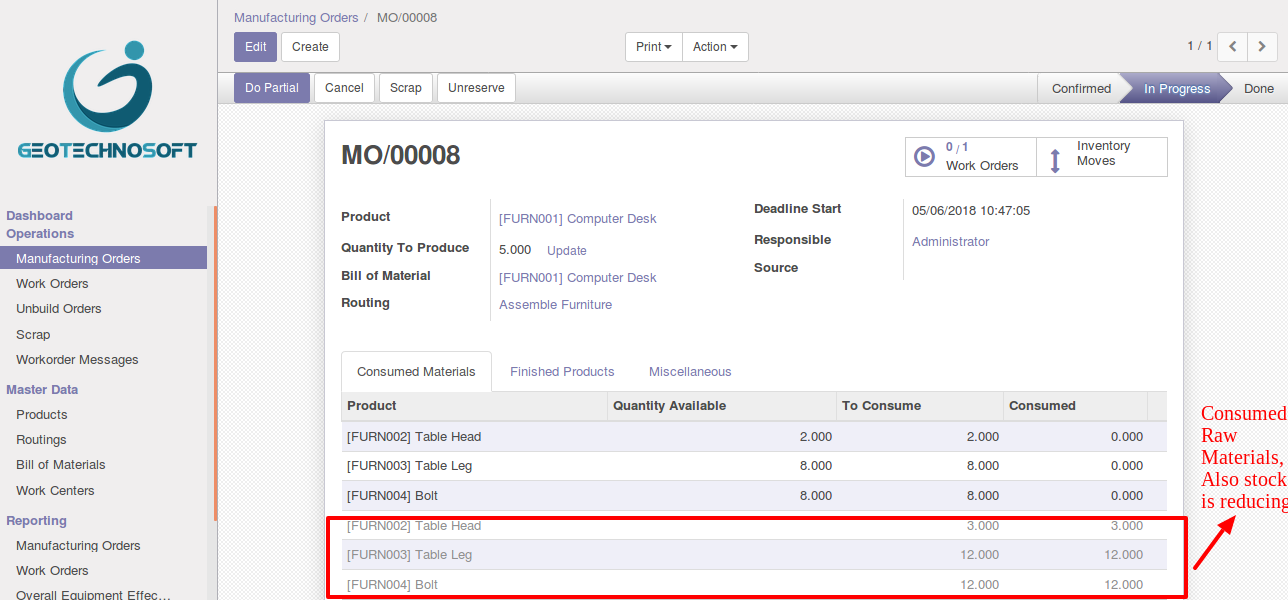 Manufacturing Orders / MO/00008
Edit Create Print Action 1 / 1
Do Partial Cancel Scrap Unreserve Confirmed In Progress Done
GEOTECHNOSOFT
Dashboard
Operations
Manufacturing Orders
Work Orders
Unbuild Orders
Scrap
Workorder Messages
Master Data
Products
Routings
Bill of Materials
Work Centers
Reporting
Manufacturing Orders
Work Orders
Overall Equipment Effec...
MO/00008
0 / 1
Work Orders
Inventory
Moves
Product [FURN001] Computer Desk
Quantity To Produce 5.000 Update
Bill of Material [FURN001] Computer Desk
Routing Assemble Furniture
Deadline Start 05/06/2018 10:47:05
Responsible Administrator
Source
Consumed Materials Finished Products Miscellaneous
Product Quantity Available To Consume Consumed
[FURN002] Table Head 2.000 2.000 0.000
[FURN003] Table Leg 8.000 8.000 0.000
[FURN004] Bolt 8.000 8.000 0.000
[FURN002] Table Head 3.000 3.000
[FURN003] Table Leg 12.000 12.000
[FURN004] Bolt 12.000 12.000
Consumed
Raw
Materials,
Also stock
is reducing